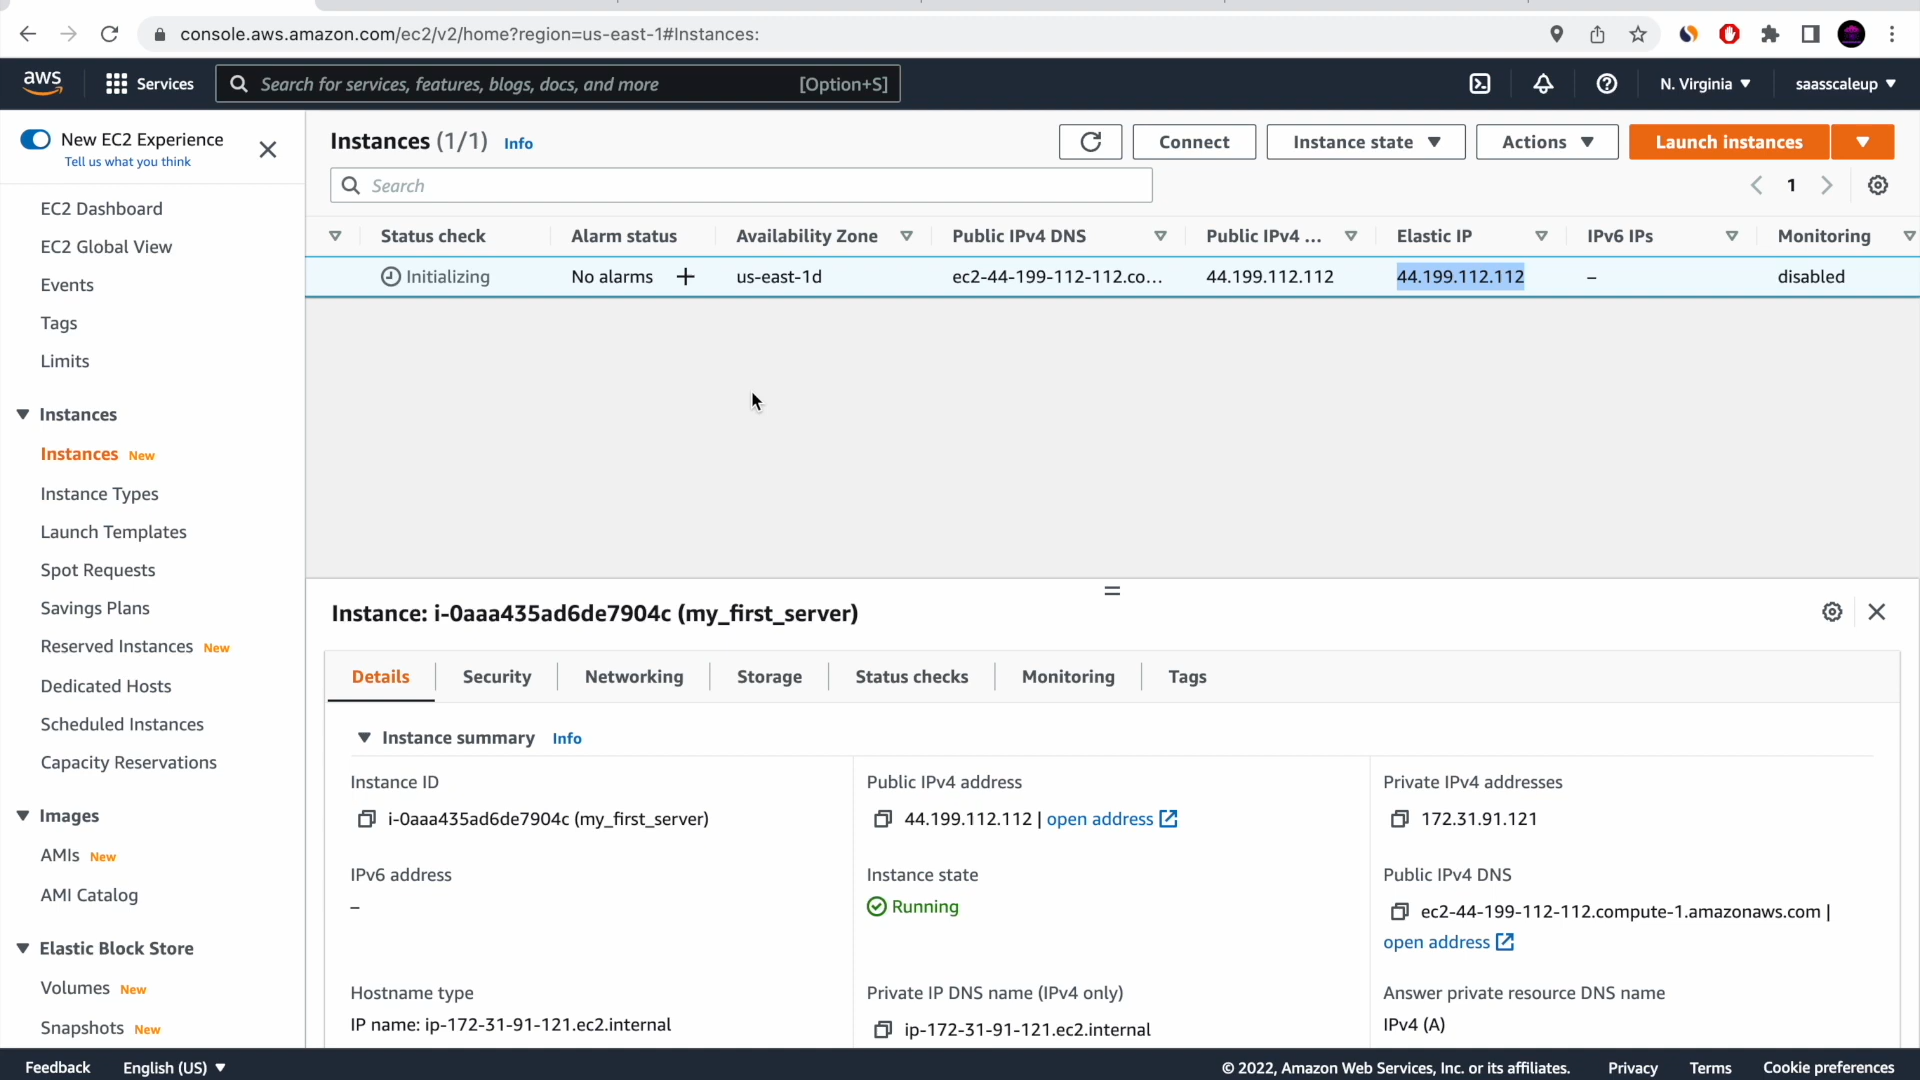 console.aws.amazon.com/ec2/v2/home?region=us-east-1#Instances:
aws
Services
Search for services, features, blogs, docs, and more
[Option+S]
N. Virginia
saasscaleup
New EC2 Experience
Tell us what you think
EC2 Dashboard
EC2 Global View
Events
Tags
Limits
Instances
Instances New
Instance Types
Launch Templates
Spot Requests
Savings Plans
Reserved Instances New
Dedicated Hosts
Scheduled Instances
Capacity Reservations
Images
AMIs New
AMI Catalog
Elastic Block Store
Volumes New
Snapshots New
Instances (1/1) Info
Connect
Instance state
Actions
Launch instances
Search
1
Status check
Alarm status
Availability Zone
Public IPv4 DNS
Public IPv4 ...
Elastic IP
IPv6 IPs
Monitoring
Initializing
No alarms
us-east-1d
ec2-44-199-112-112.co...
44.199.112.112
44.199.112.112
–
disabled
Instance: i-0aaa435ad6de7904c (my_first_server)
Details
Security
Networking
Storage
Status checks
Monitoring
Tags
Instance summary Info
Instance ID
i-0aaa435ad6de7904c (my_first_server)
Public IPv4 address
44.199.112.112 | open address
Private IPv4 addresses
172.31.91.121
IPv6 address
–
Instance state
Running
Public IPv4 DNS
ec2-44-199-112-112.compute-1.amazonaws.com |
open address
Hostname type
IP name: ip-172-31-91-121.ec2.internal
Private IP DNS name (IPv4 only)
ip-172-31-91-121.ec2.internal
Answer private resource DNS name
IPv4 (A)
Feedback
English (US)
© 2022, Amazon Web Services, Inc. or its affiliates.
Privacy
Terms
Cookie preferences